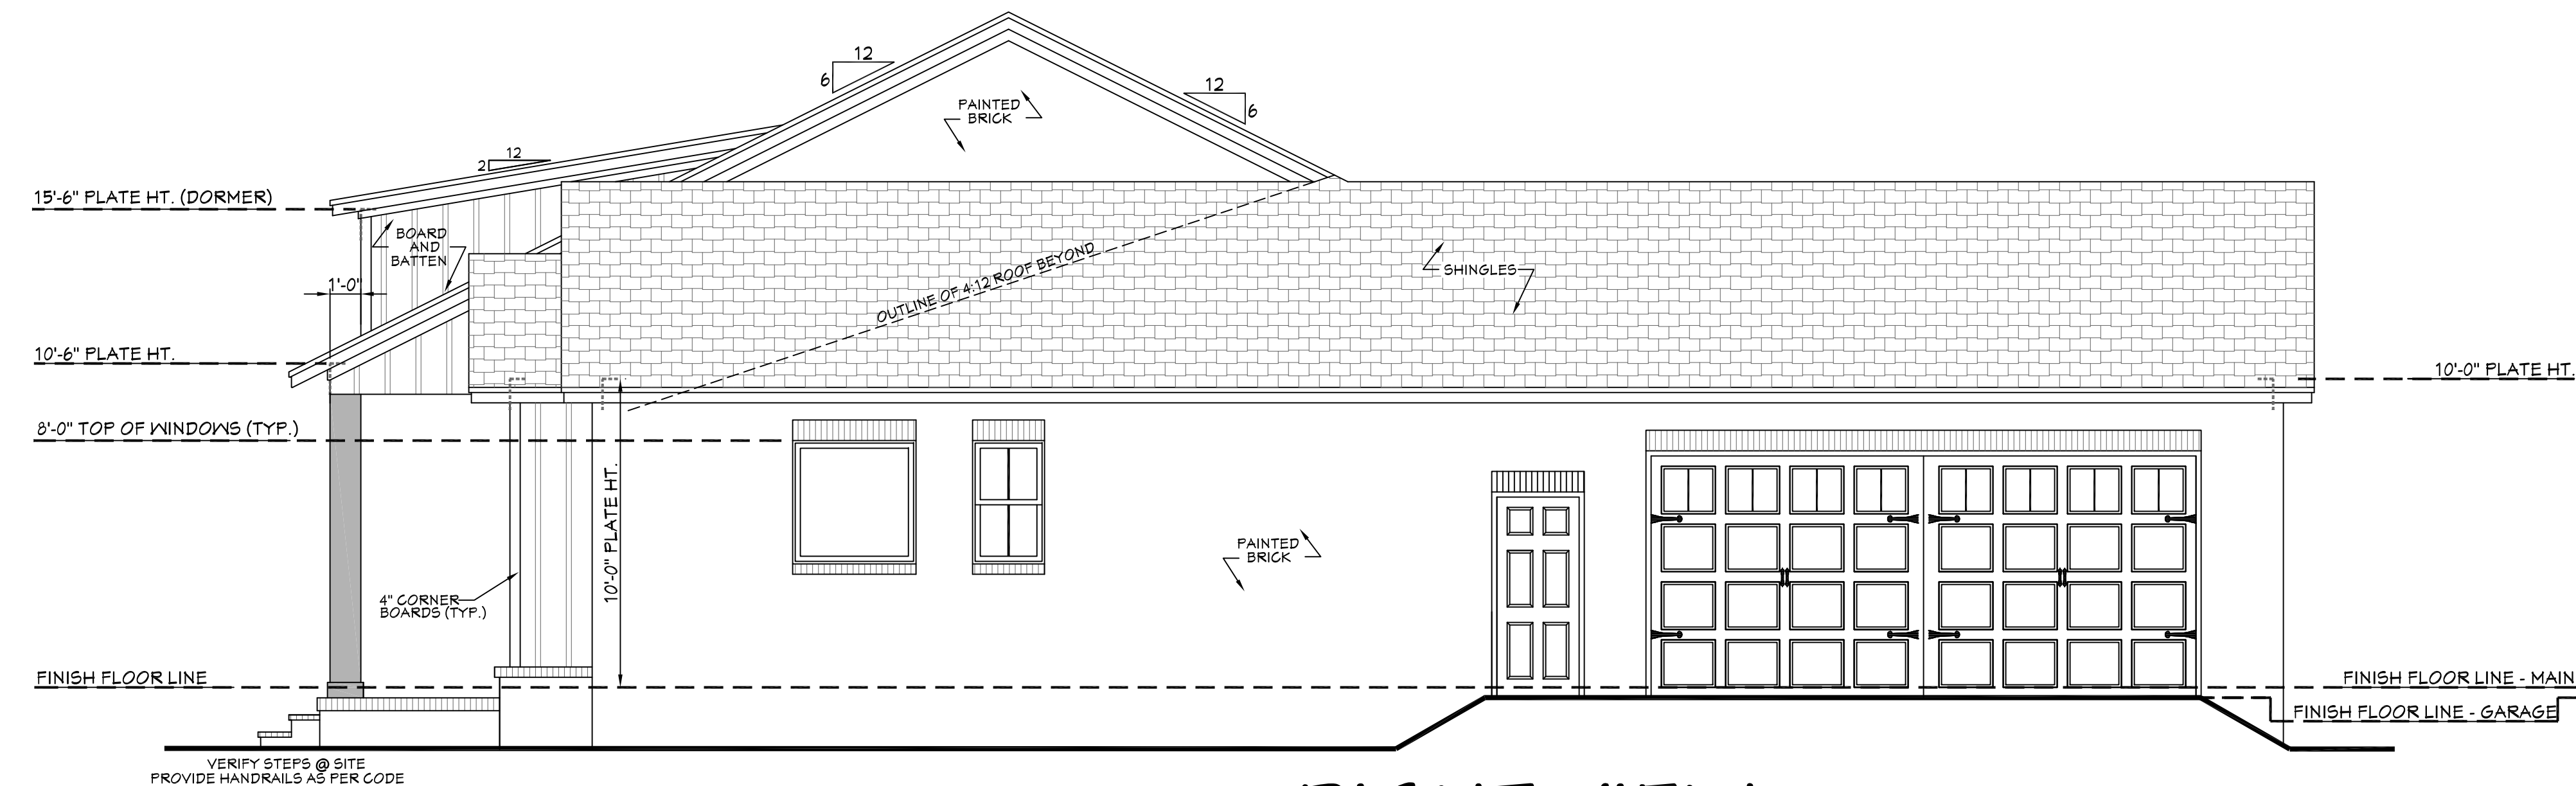 12
6
12
6
PAINTED
BRICK
12
2
15'-6" PLATE HT. (DORMER)
BOARD
AND
BATTEN
1'-0"
OUTLINE OF 4:12 ROOF BEYOND
SHINGLES
10'-6" PLATE HT.
10'-0" PLATE HT.
8'-0" TOP OF WINDOWS (TYP.)
10'-0" PLATE HT.
PAINTED
BRICK
4" CORNER
BOARDS (TYP.)
FINISH FLOOR LINE
FINISH FLOOR LINE - MAIN
FINISH FLOOR LINE - GARAGE
VERIFY STEPS @ SITE
PROVIDE HANDRAILS AS PER CODE